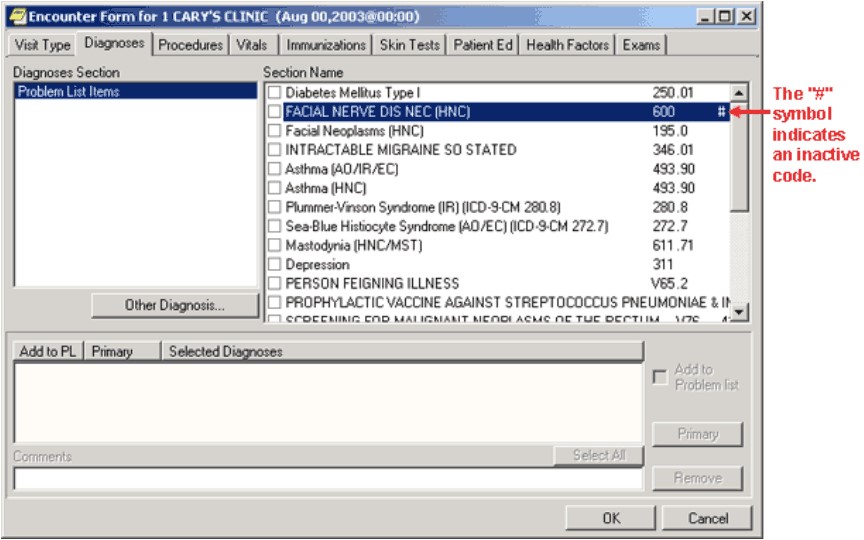 Encounter Form for 1 CARY'S CLINIC (Aug 00,2003@00:00)
Visit Type Diagnoses Procedures Vitals Immunizations Skin Tests Patient Ed Health Factors Exams
Diagnoses Section Section Name
Problem List Items
Diabetes Mellitus Type I 250.01
FACIAL NERVE DIS NEC (HNC) 600 #
Facial Neoplasms (HNC) 195.0
INTRACTABLE MIGRAINE SO STATED 346.01
Asthma (AO/IR/EC) 493.90
Asthma (HNC) 493.90
Plummer-Vinson Syndrome (IR) (ICD-9-CM 280.8) 280.8
Sea-Blue Histiocyte Syndrome (AO/EC) (ICD-9-CM 272.7) 272.7
Mastodynia (HNC/MST) 611.71
Depression 311
PERSON FEIGNING ILLNESS V65.2
PROPHYLACTIC VACCINE AGAINST STREPTOCOCCUS PNEUMONIAE & IN
SCREENING FOR MALIGNANT NEOPLASMS OF THE RECTUM V76
The "#"
symbol
indicates
an inactive
code.
Other Diagnosis...
Add to PL Primary Selected Diagnoses
Add to
Problem list
Primary
Comments Select All
Remove
OK Cancel